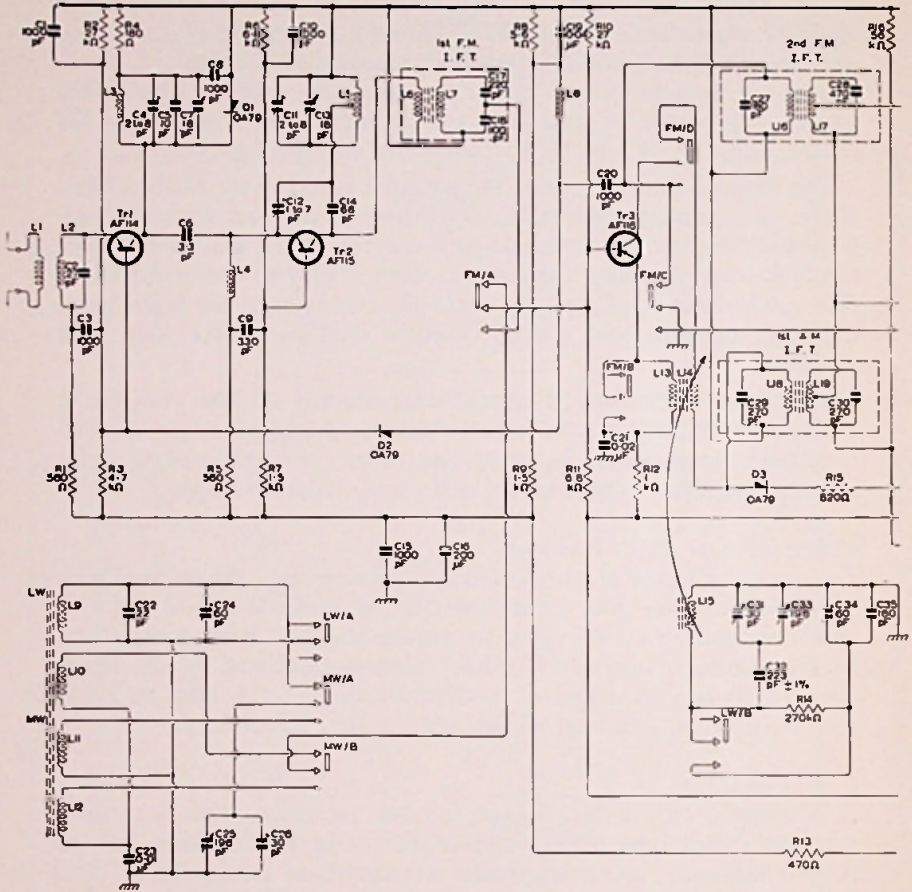 C1
1000
pF
R2
27
kΩ
R4
180
Ω
L3
C8
1000
pF
D1
OA79
C4
2 to 8
pF
10
pF
C7
18
pF
R6
kΩ
C10
1000
pF
C11
2 to 8
pF
C13
18
pF
L5
1st F.M.
I. F. T.
L6
L7
R8
5·6
kΩ
C19
R10
27
kΩ
L8
2nd F.M
I. F. T.
L16
L17
R16
56
kΩ
FM/D
C20
1000
pF
C12
1 to 7
pF
C14
68
pF
Tr1
AF114
C6
3·3
pF
Tr2
AF115
Tr3
AF116
L1
L2
L4
FM/A
FM/C
C3
1000
pF
C9
330
pF
1st A.M.
I. F. T.
FM/B
L13
L14
L18
L19
C29
270
pF
C30
270
pF
C21
0·02
μF
D2
OA79
R1
560
Ω
R3
4·7
kΩ
R5
560
Ω
R7
1·5
kΩ
R9
1·5
kΩ
R11
6·8
kΩ
R12
1
kΩ
D3
OA79
R15
820Ω
C15
1000
pF
C16
200
μF
LW
L9
C22
22
pF
C24
60
pF
LW/A
L10
MW/A
MW
L11
MW/B
L12
C23
0·01
μF
C25
198
pF
C26
30
pF
L15
C31
30
pF
C33
198
pF
C34
60
pF
C35
180
pF
C32
223
pF ±1%
R14
270kΩ
LW/B
R13
470Ω